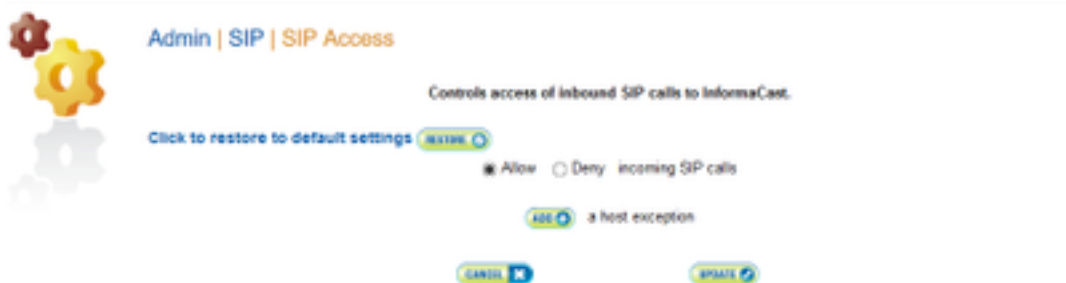 Admin | SIP | SIP Access
Controls access of inbound SIP calls to InformaCast.
Click to restore to default settings RESTORE
Allow Deny incoming SIP calls
ADD a host exception
CANCEL UPDATE